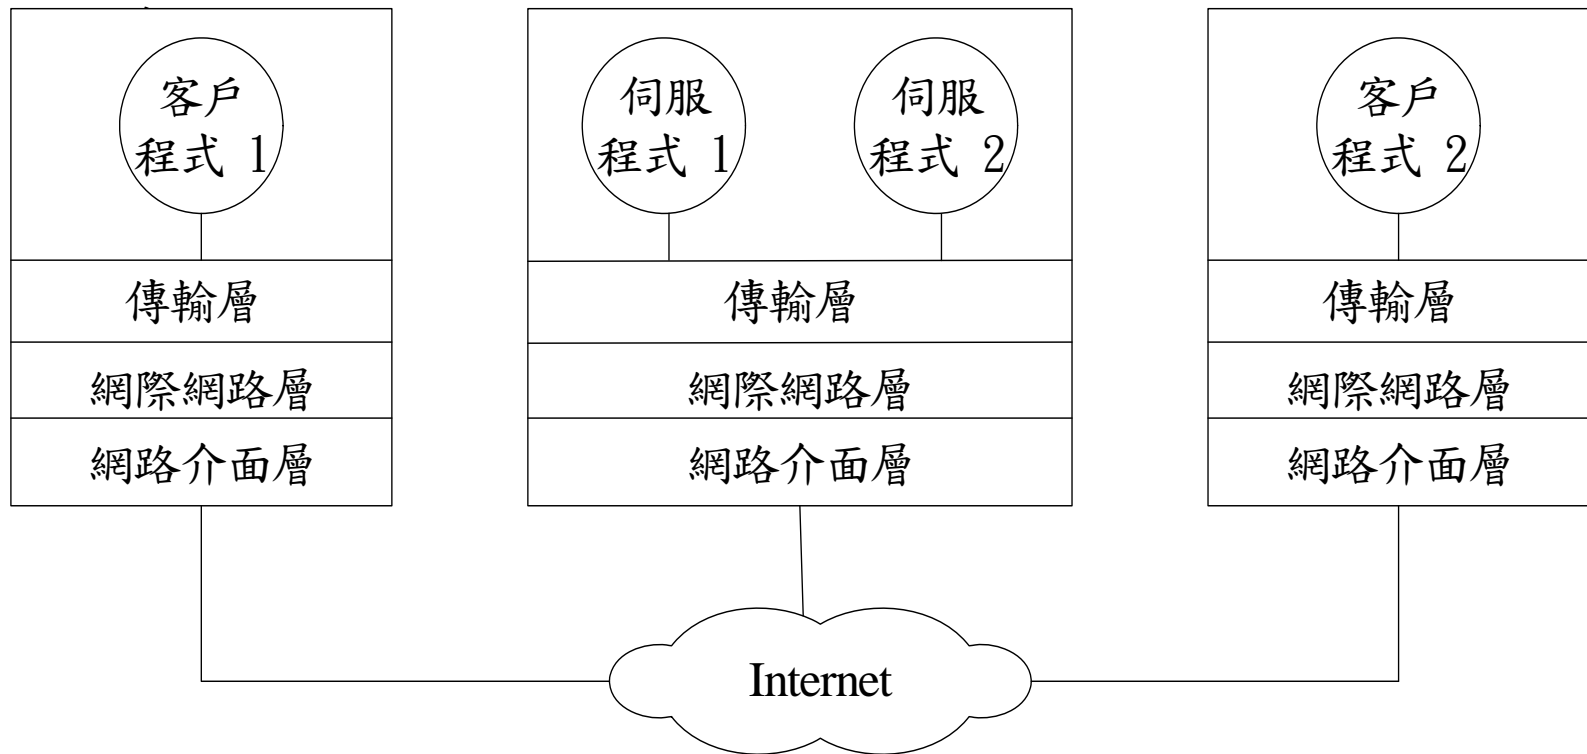 客戶
程式 1
伺服
程式 1
伺服
程式 2
客戶
程式 2
傳輸層
傳輸層
傳輸層
網際網路層
網際網路層
網際網路層
網路介面層
網路介面層
網路介面層
Internet